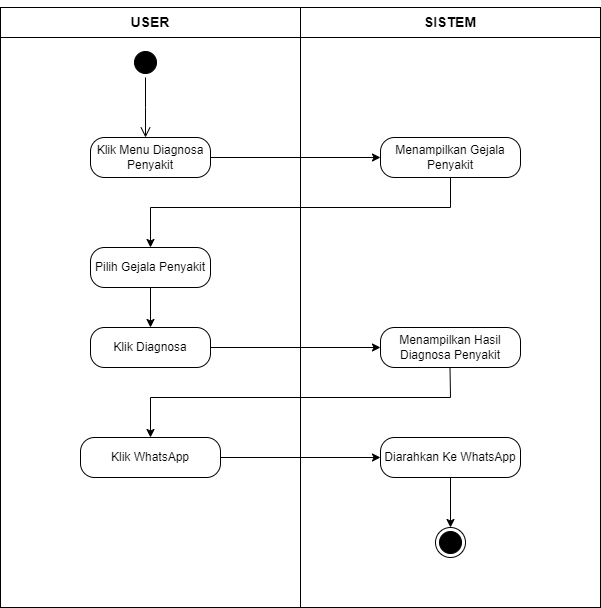 USER
SISTEM
Klik Menu Diagnosa
Penyakit
Menampilkan Gejala
Penyakit
Pilih Gejala Penyakit
Klik Diagnosa
Menampilkan Hasil
Diagnosa Penyakit
Klik WhatsApp
Diarahkan Ke WhatsApp